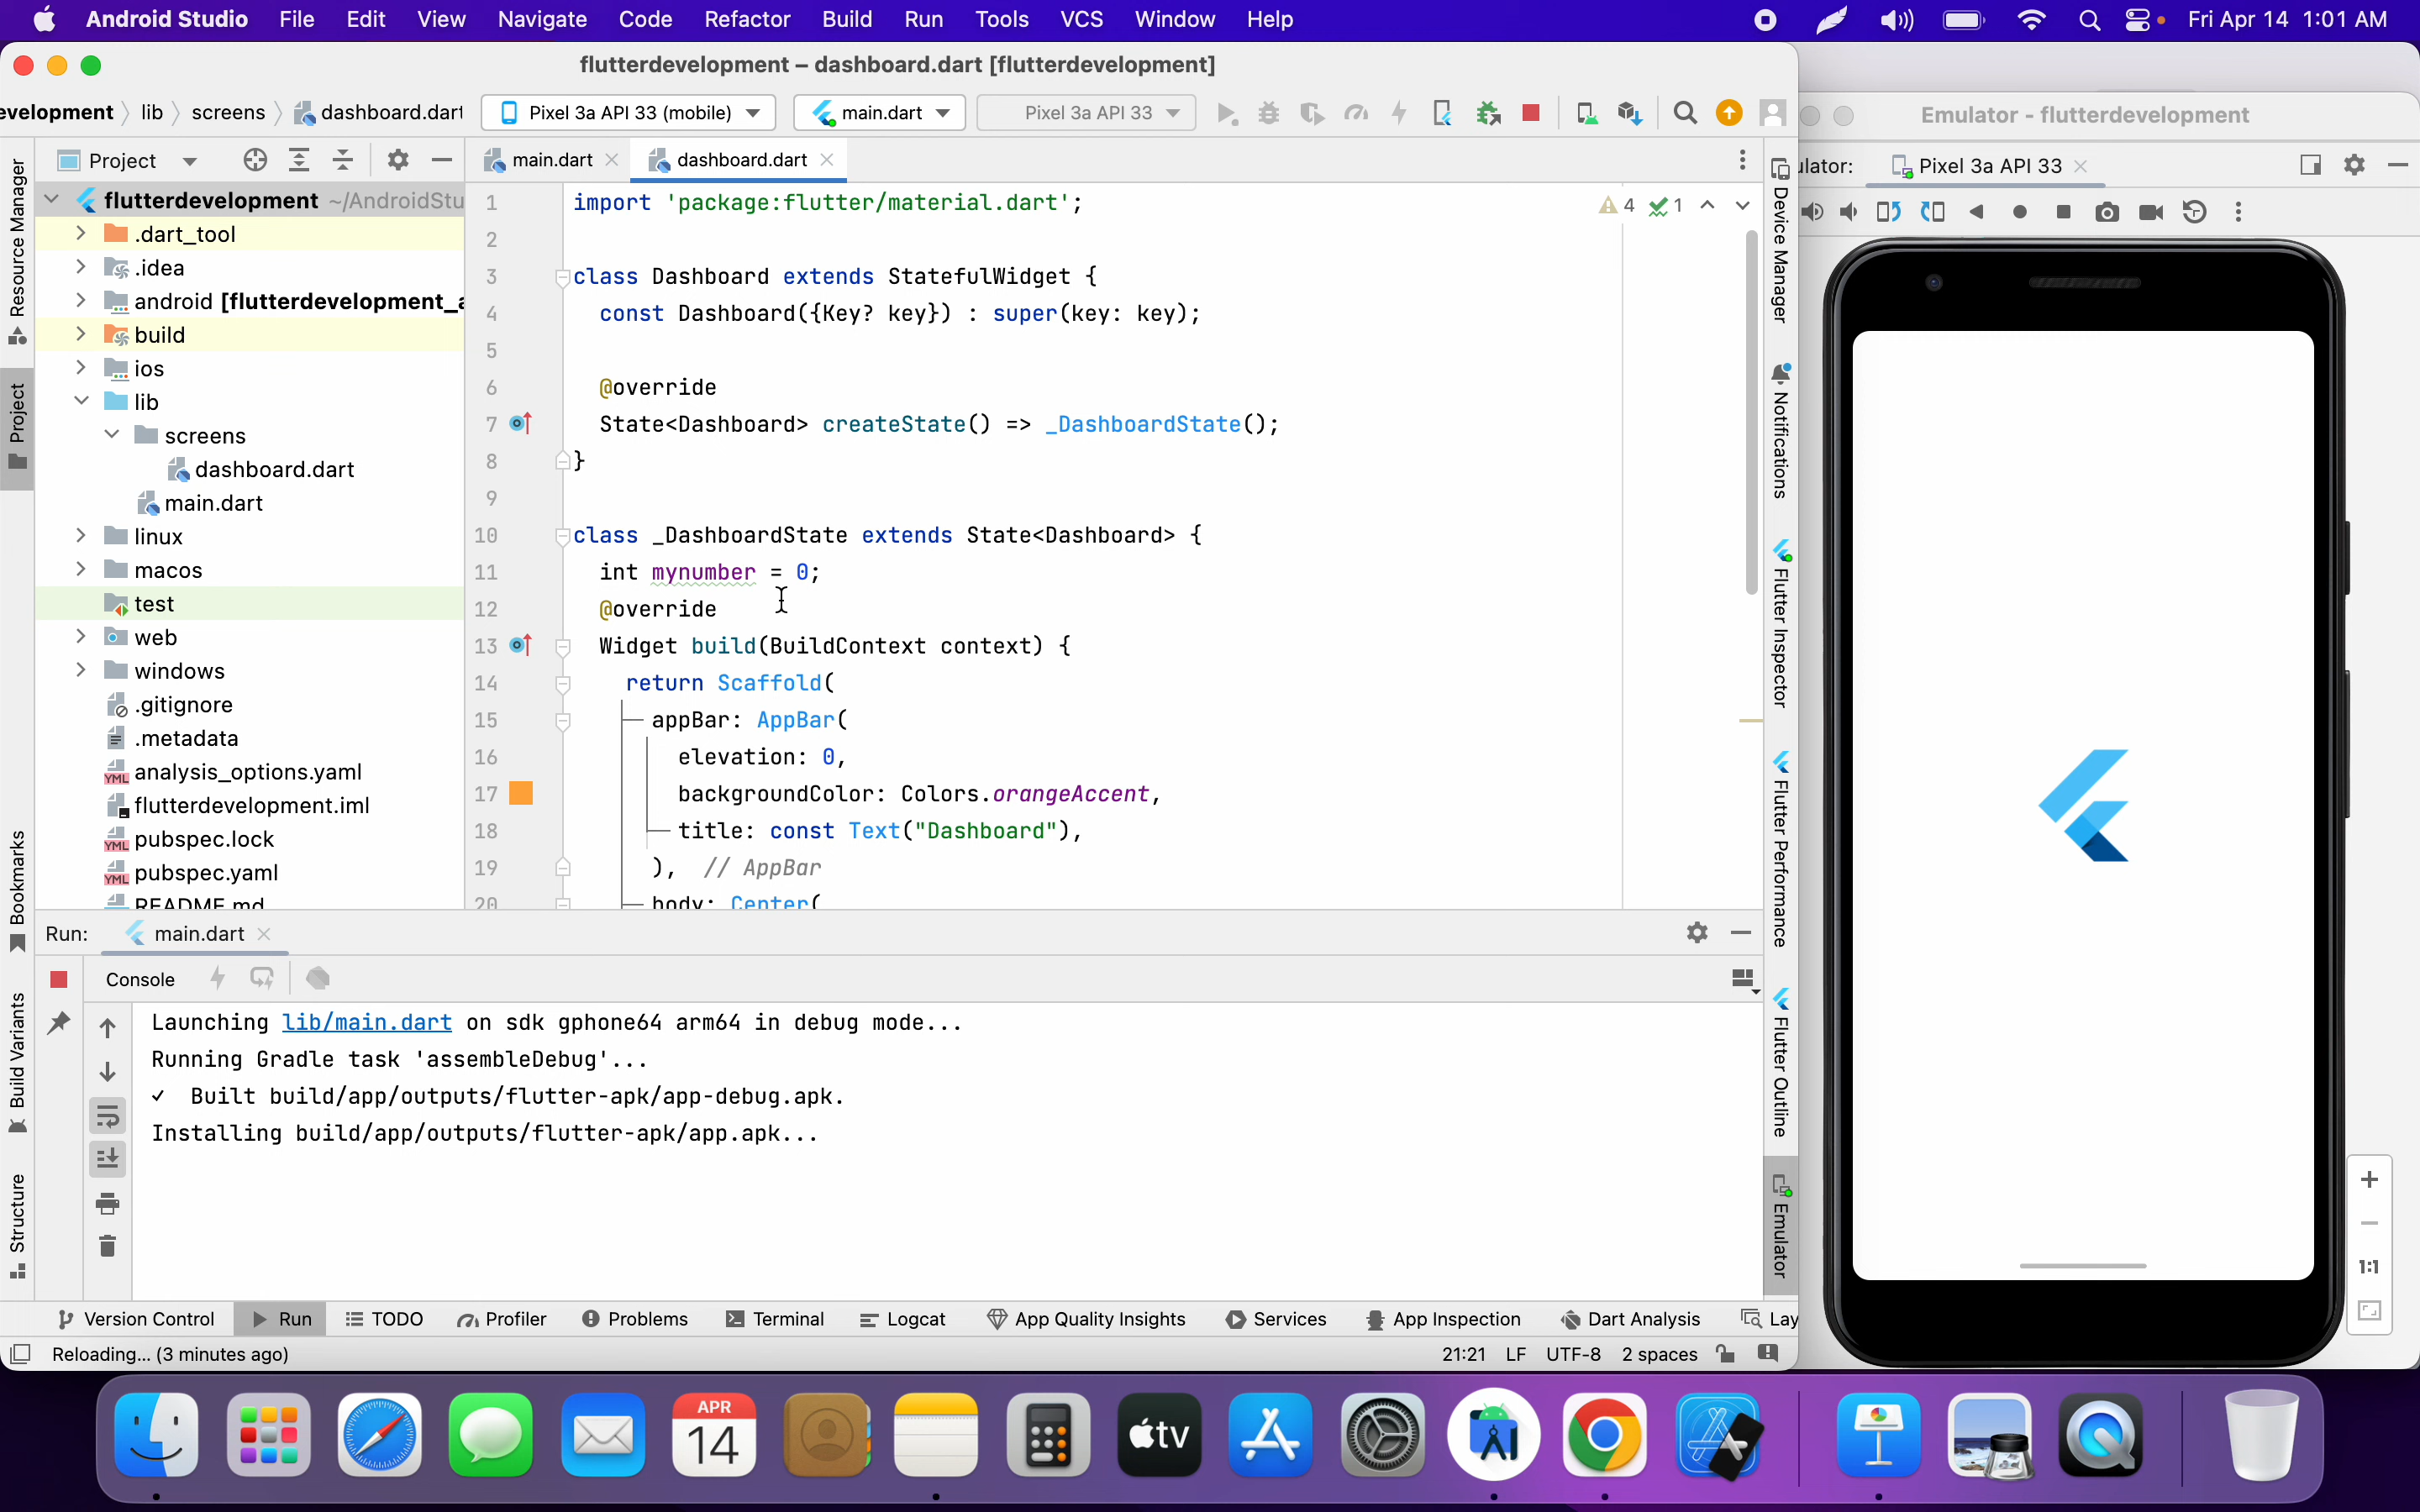 Android Studio File Edit View Navigate Code Refactor Build Run Tools VCS Window Help Fri Apr 14 1:01 AM
flutterdevelopment – dashboard.dart [flutterdevelopment]
evelopment lib screens dashboard.dart Pixel 3a API 33 (mobile) main.dart Pixel 3a API 33
Emulator - flutterdevelopment
ulator: Pixel 3a API 33
Project
main.dart dashboard.dart
flutterdevelopment ~/AndroidStu
.dart_tool
.idea
android [flutterdevelopment_a
build
ios
lib
screens
dashboard.dart
main.dart
linux
macos
test
web
windows
.gitignore
.metadata
analysis_options.yaml
flutterdevelopment.iml
pubspec.lock
pubspec.yaml
README.md
Resource Manager
Project
Bookmarks
Build Variants
Structure
4 1
1 import 'package:flutter/material.dart';
2
3 class Dashboard extends StatefulWidget {
4 const Dashboard({Key? key}) : super(key: key);
5
6 @override
7 State<Dashboard> createState() => _DashboardState();
8 }
9
10 class _DashboardState extends State<Dashboard> {
11 int mynumber = 0;
12 @override
13 Widget build(BuildContext context) {
14 return Scaffold(
15 appBar: AppBar(
16 elevation: 0,
17 backgroundColor: Colors.orangeAccent,
18 title: const Text("Dashboard"),
19 ), // AppBar
20 body: Center(
Device Manager
Notifications
Flutter Inspector
Flutter Performance
Flutter Outline
Emulator
Run: main.dart
Console
Launching lib/main.dart on sdk gphone64 arm64 in debug mode...
Running Gradle task 'assembleDebug'...
✓ Built build/app/outputs/flutter-apk/app-debug.apk.
Installing build/app/outputs/flutter-apk/app.apk...
1:1
Version Control Run TODO Profiler Problems Terminal Logcat App Quality Insights Services App Inspection Dart Analysis Lay
Reloading... (3 minutes ago) 21:21 LF UTF-8 2 spaces
APR
14
tv